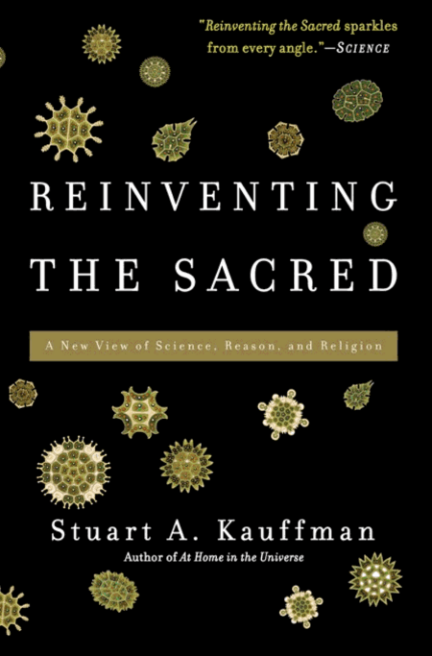 "Reinventing the Sacred sparkles
from every angle."—SCIENCE
REINVENTING
THE SACRED
A New View of Science, Reason, and Religion
Stuart A. Kauffman
Author of At Home in the Universe